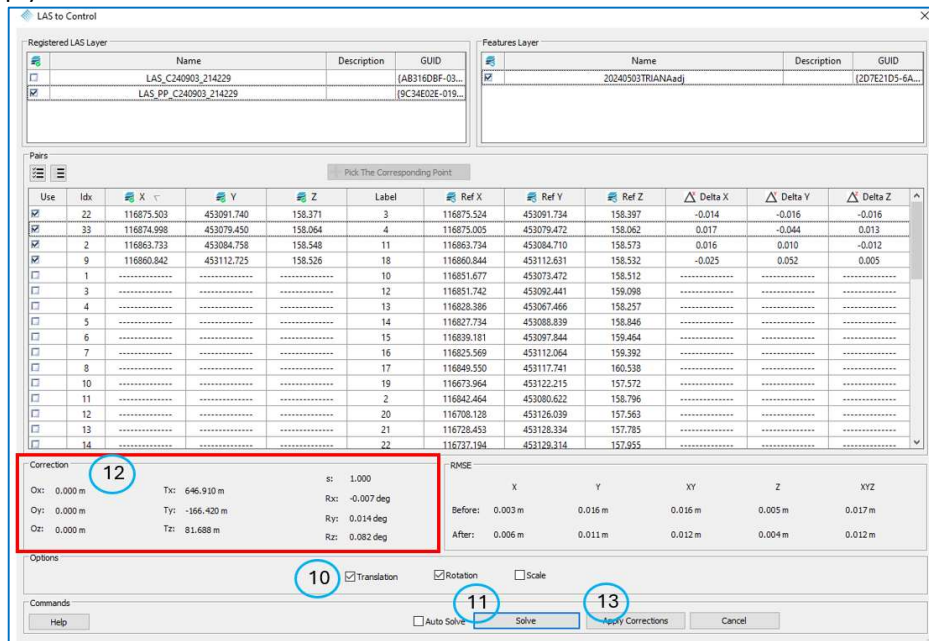 LAS to Control
Registered LAS Layer
Name Description GUID
LAS_C240903_214229 {AB316DBF-03...
LAS_PP_C240903_214229 {9C34E02E-019...
Features Layer
Name Description GUID
20240503TRIANAadj {2D7E21D5-6A...
Pairs
Pick The Corresponding Point
Use Idx X Y Z Label Ref X Ref Y Ref Z Delta X Delta Y Delta Z
22 116875.503 453091.740 158.371 3 116875.524 453091.734 158.397 -0.014 -0.016 -0.016
33 116874.998 453079.450 158.064 4 116875.005 453079.472 158.062 0.017 -0.044 0.013
2 116863.733 453084.758 158.548 11 116863.734 453084.710 158.573 0.016 0.010 -0.012
9 116860.842 453112.725 158.526 18 116860.844 453112.631 158.532 -0.025 0.052 0.005
1 -------------- -------------- -------------- 10 116851.677 453073.472 158.512 -------------- -------------- --------------
3 -------------- -------------- -------------- 12 116851.742 453092.441 159.098 -------------- -------------- --------------
4 -------------- -------------- -------------- 13 116828.386 453067.466 158.257 -------------- -------------- --------------
5 -------------- -------------- -------------- 14 116827.734 453088.839 158.846 -------------- -------------- --------------
6 -------------- -------------- -------------- 15 116839.181 453097.844 159.464 -------------- -------------- --------------
7 -------------- -------------- -------------- 16 116825.569 453112.064 159.392 -------------- -------------- --------------
8 -------------- -------------- -------------- 17 116849.550 453117.741 160.538 -------------- -------------- --------------
10 -------------- -------------- -------------- 19 116673.964 453122.215 157.572 -------------- -------------- --------------
11 -------------- -------------- -------------- 2 116842.464 453080.622 158.796 -------------- -------------- --------------
12 -------------- -------------- -------------- 20 116708.128 453126.039 157.563 -------------- -------------- --------------
13 -------------- -------------- -------------- 21 116728.453 453128.334 157.785 -------------- -------------- --------------
14 -------------- -------------- -------------- 22 116737.194 453129.314 157.955 -------------- -------------- --------------
Correction
12
Ox: 0.000 m Tx: 646.910 m s: 1.000
Oy: 0.000 m Ty: -166.420 m Rx: -0.007 deg
Oz: 0.000 m Tz: 81.688 m Ry: 0.014 deg
Rz: 0.082 deg
RMSE
X Y XY Z XYZ
Before: 0.003 m 0.016 m 0.016 m 0.005 m 0.017 m
After: 0.006 m 0.011 m 0.012 m 0.004 m 0.012 m
Options
10 Translation Rotation Scale
11 13
Commands
Help Auto Solve Solve Apply Corrections Cancel